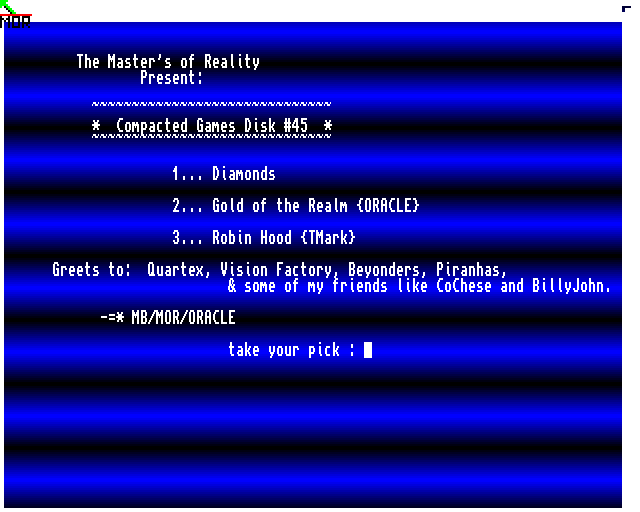 MOR
The Master's of Reality
Present:
~~~~~~~~~~~~~~~~~~~~~~~~~~~~~~
*  Compacted Games Disk #45  *
~~~~~~~~~~~~~~~~~~~~~~~~~~~~~~
1... Diamonds
2... Gold of the Realm {ORACLE}
3... Robin Hood {TMark}
Greets to:  Quartex, Vision Factory, Beyonders, Piranhas,
& some of my friends like CoChese and BillyJohn.
-=* MB/MOR/ORACLE
take your pick :